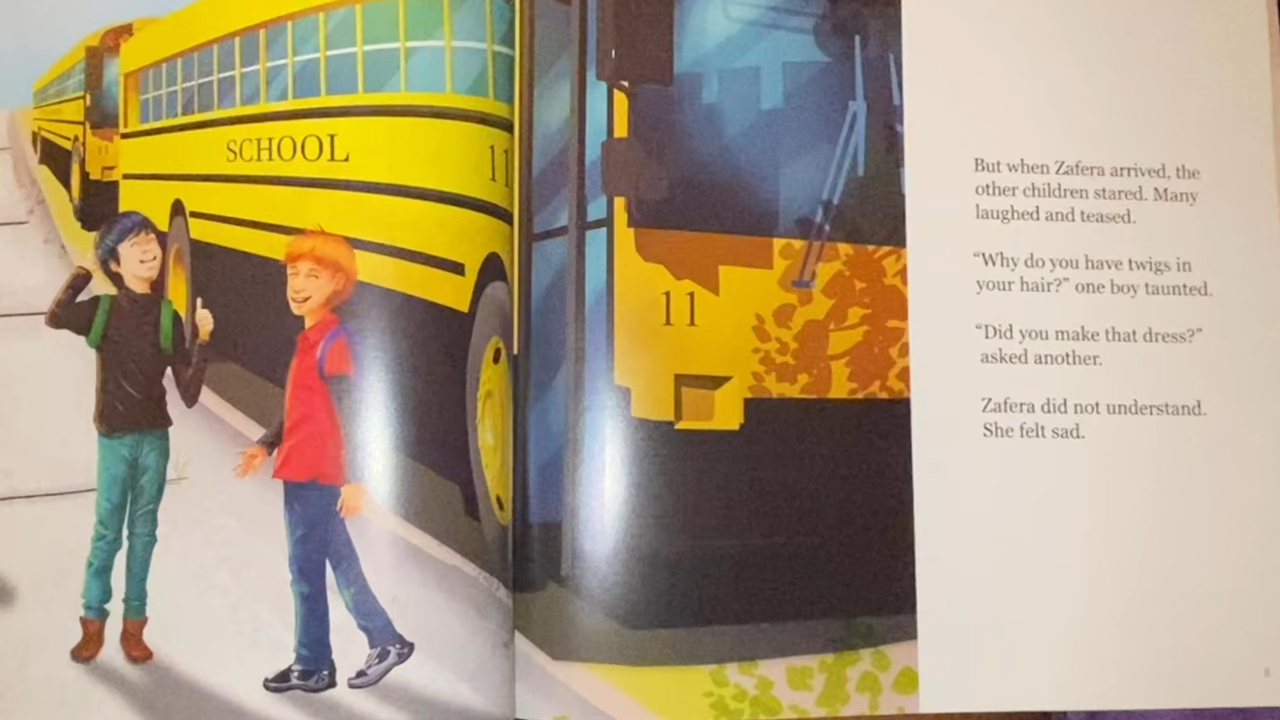 SCHOOL
11
11
But when Zafera arrived, the
other children stared. Many
laughed and teased.
“Why do you have twigs in
your hair?” one boy taunted.
“Did you make that dress?”
asked another.
Zafera did not understand.
She felt sad.